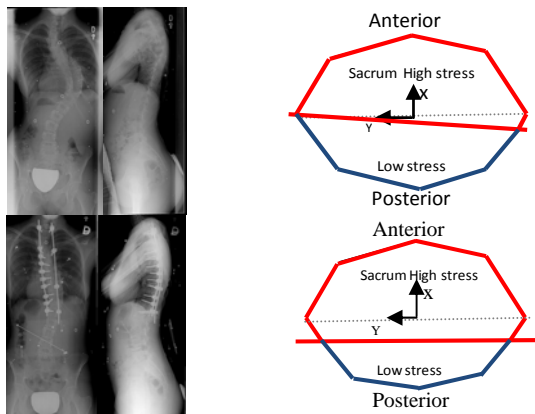 Anterior
Sacrum High stress
X
Y
Low stress
Posterior
Anterior
Sacrum High stress
X
Y
Low stress
Posterior
D